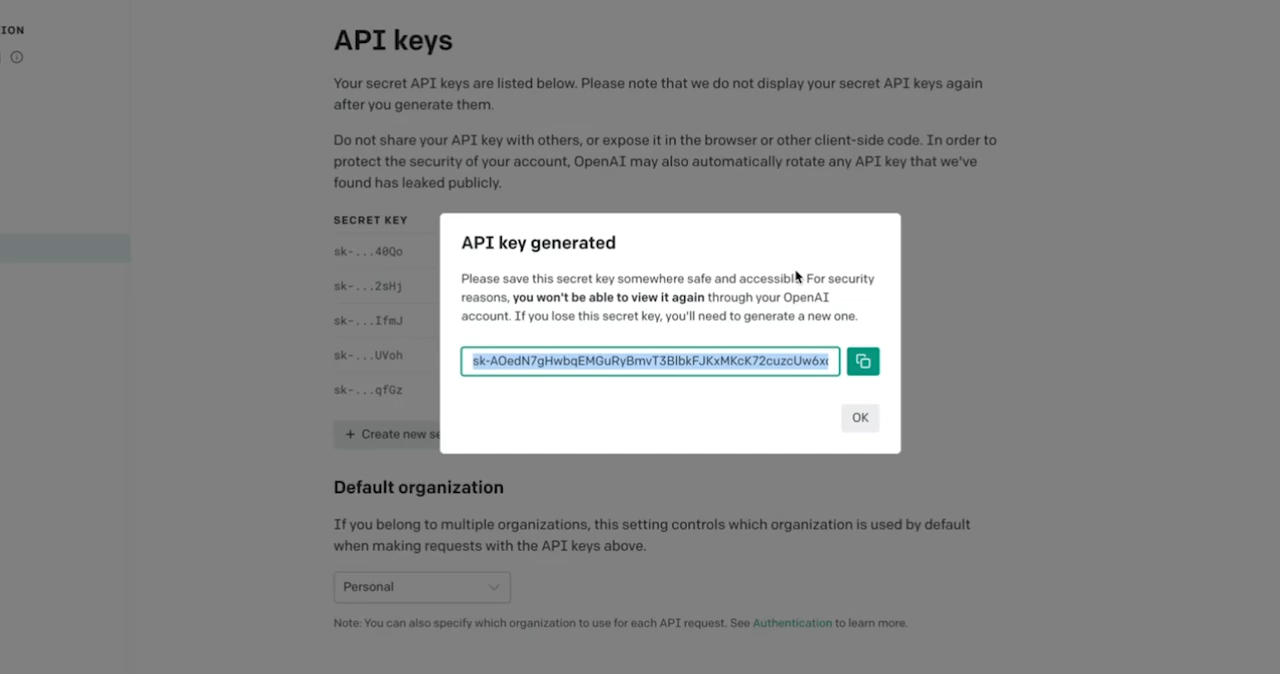 ION
API keys
Your secret API keys are listed below. Please note that we do not display your secret API keys again
after you generate them.
Do not share your API key with others, or expose it in the browser or other client-side code. In order to
protect the security of your account, OpenAI may also automatically rotate any API key that we've
found has leaked publicly.
SECRET KEY
sk-...40Qo
sk-...2sHj
sk-...IfmJ
sk-...UVoh
sk-...qfGz
+ Create new se
API key generated
Please save this secret key somewhere safe and accessible. For security
reasons, you won't be able to view it again through your OpenAI
account. If you lose this secret key, you'll need to generate a new one.
OK
Default organization
If you belong to multiple organizations, this setting controls which organization is used by default
when making requests with the API keys above.
Personal
Note: You can also specify which organization to use for each API request. See Authentication to learn more.